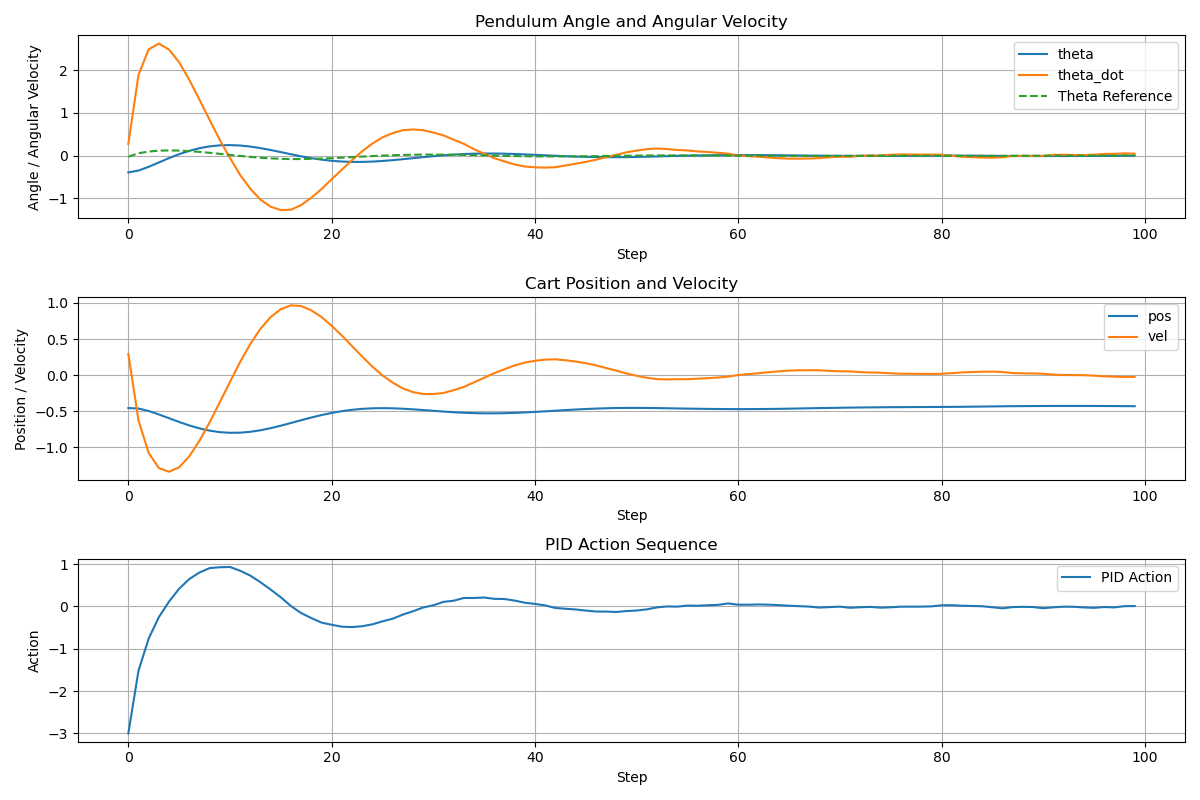 Pendulum Angle and Angular Velocity
Angle / Angular Velocity
2
1
0
−1
theta
theta_dot
Theta Reference
0
20
40
60
80
100
Step
Cart Position and Velocity
Position / Velocity
1.0
0.5
0.0
−0.5
−1.0
pos
vel
0
20
40
60
80
100
Step
PID Action Sequence
Action
1
0
−1
−2
−3
PID Action
0
20
40
60
80
100
Step